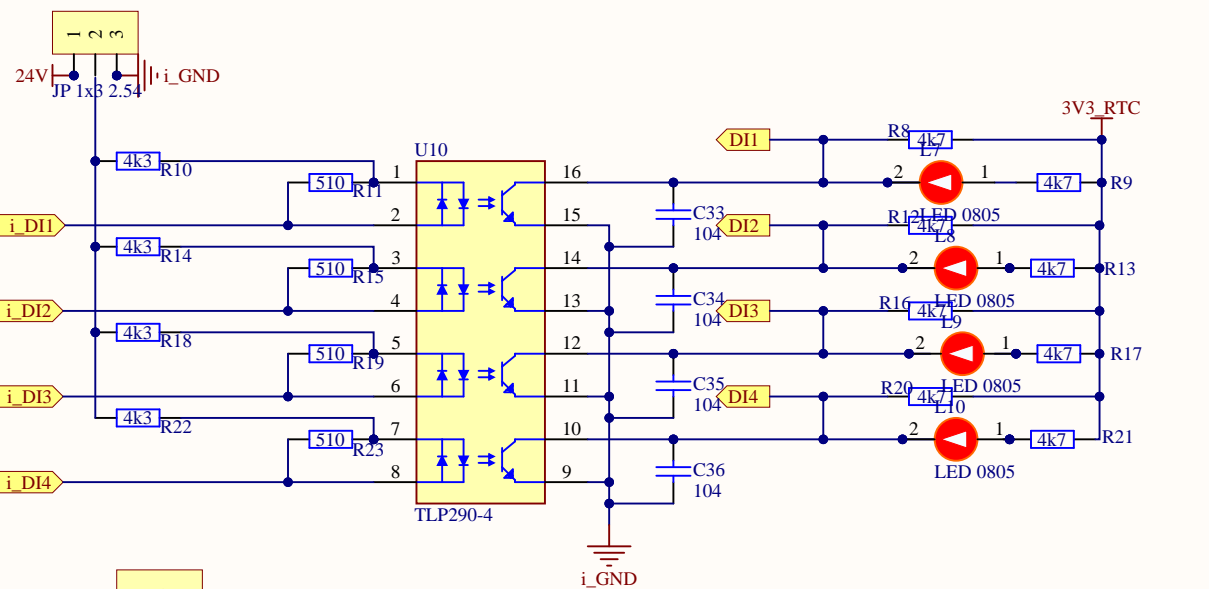 1 2 3
24V
i_GND
JP 1x3 2.54
3V3_RTC
4k3
R10
510
R11
i_DI1
4k3
R14
510
R15
i_DI2
4k3
R18
510
R19
i_DI3
4k3
R22
510
R23
i_DI4
U10
1 16
2 15
3 14
4 13
5 12
6 11
7 10
8 9
TLP290-4
C33
104
C34
104
C35
104
C36
104
i_GND
DI1
R8
4k7
L7
2 1
4k7
R9
LED 0805
DI2
R12
4k7
L8
2 1
4k7
R13
LED 0805
DI3
R16
4k7
L9
2 1
4k7
R17
LED 0805
DI4
R20
4k7
L10
2 1
4k7
R21
LED 0805